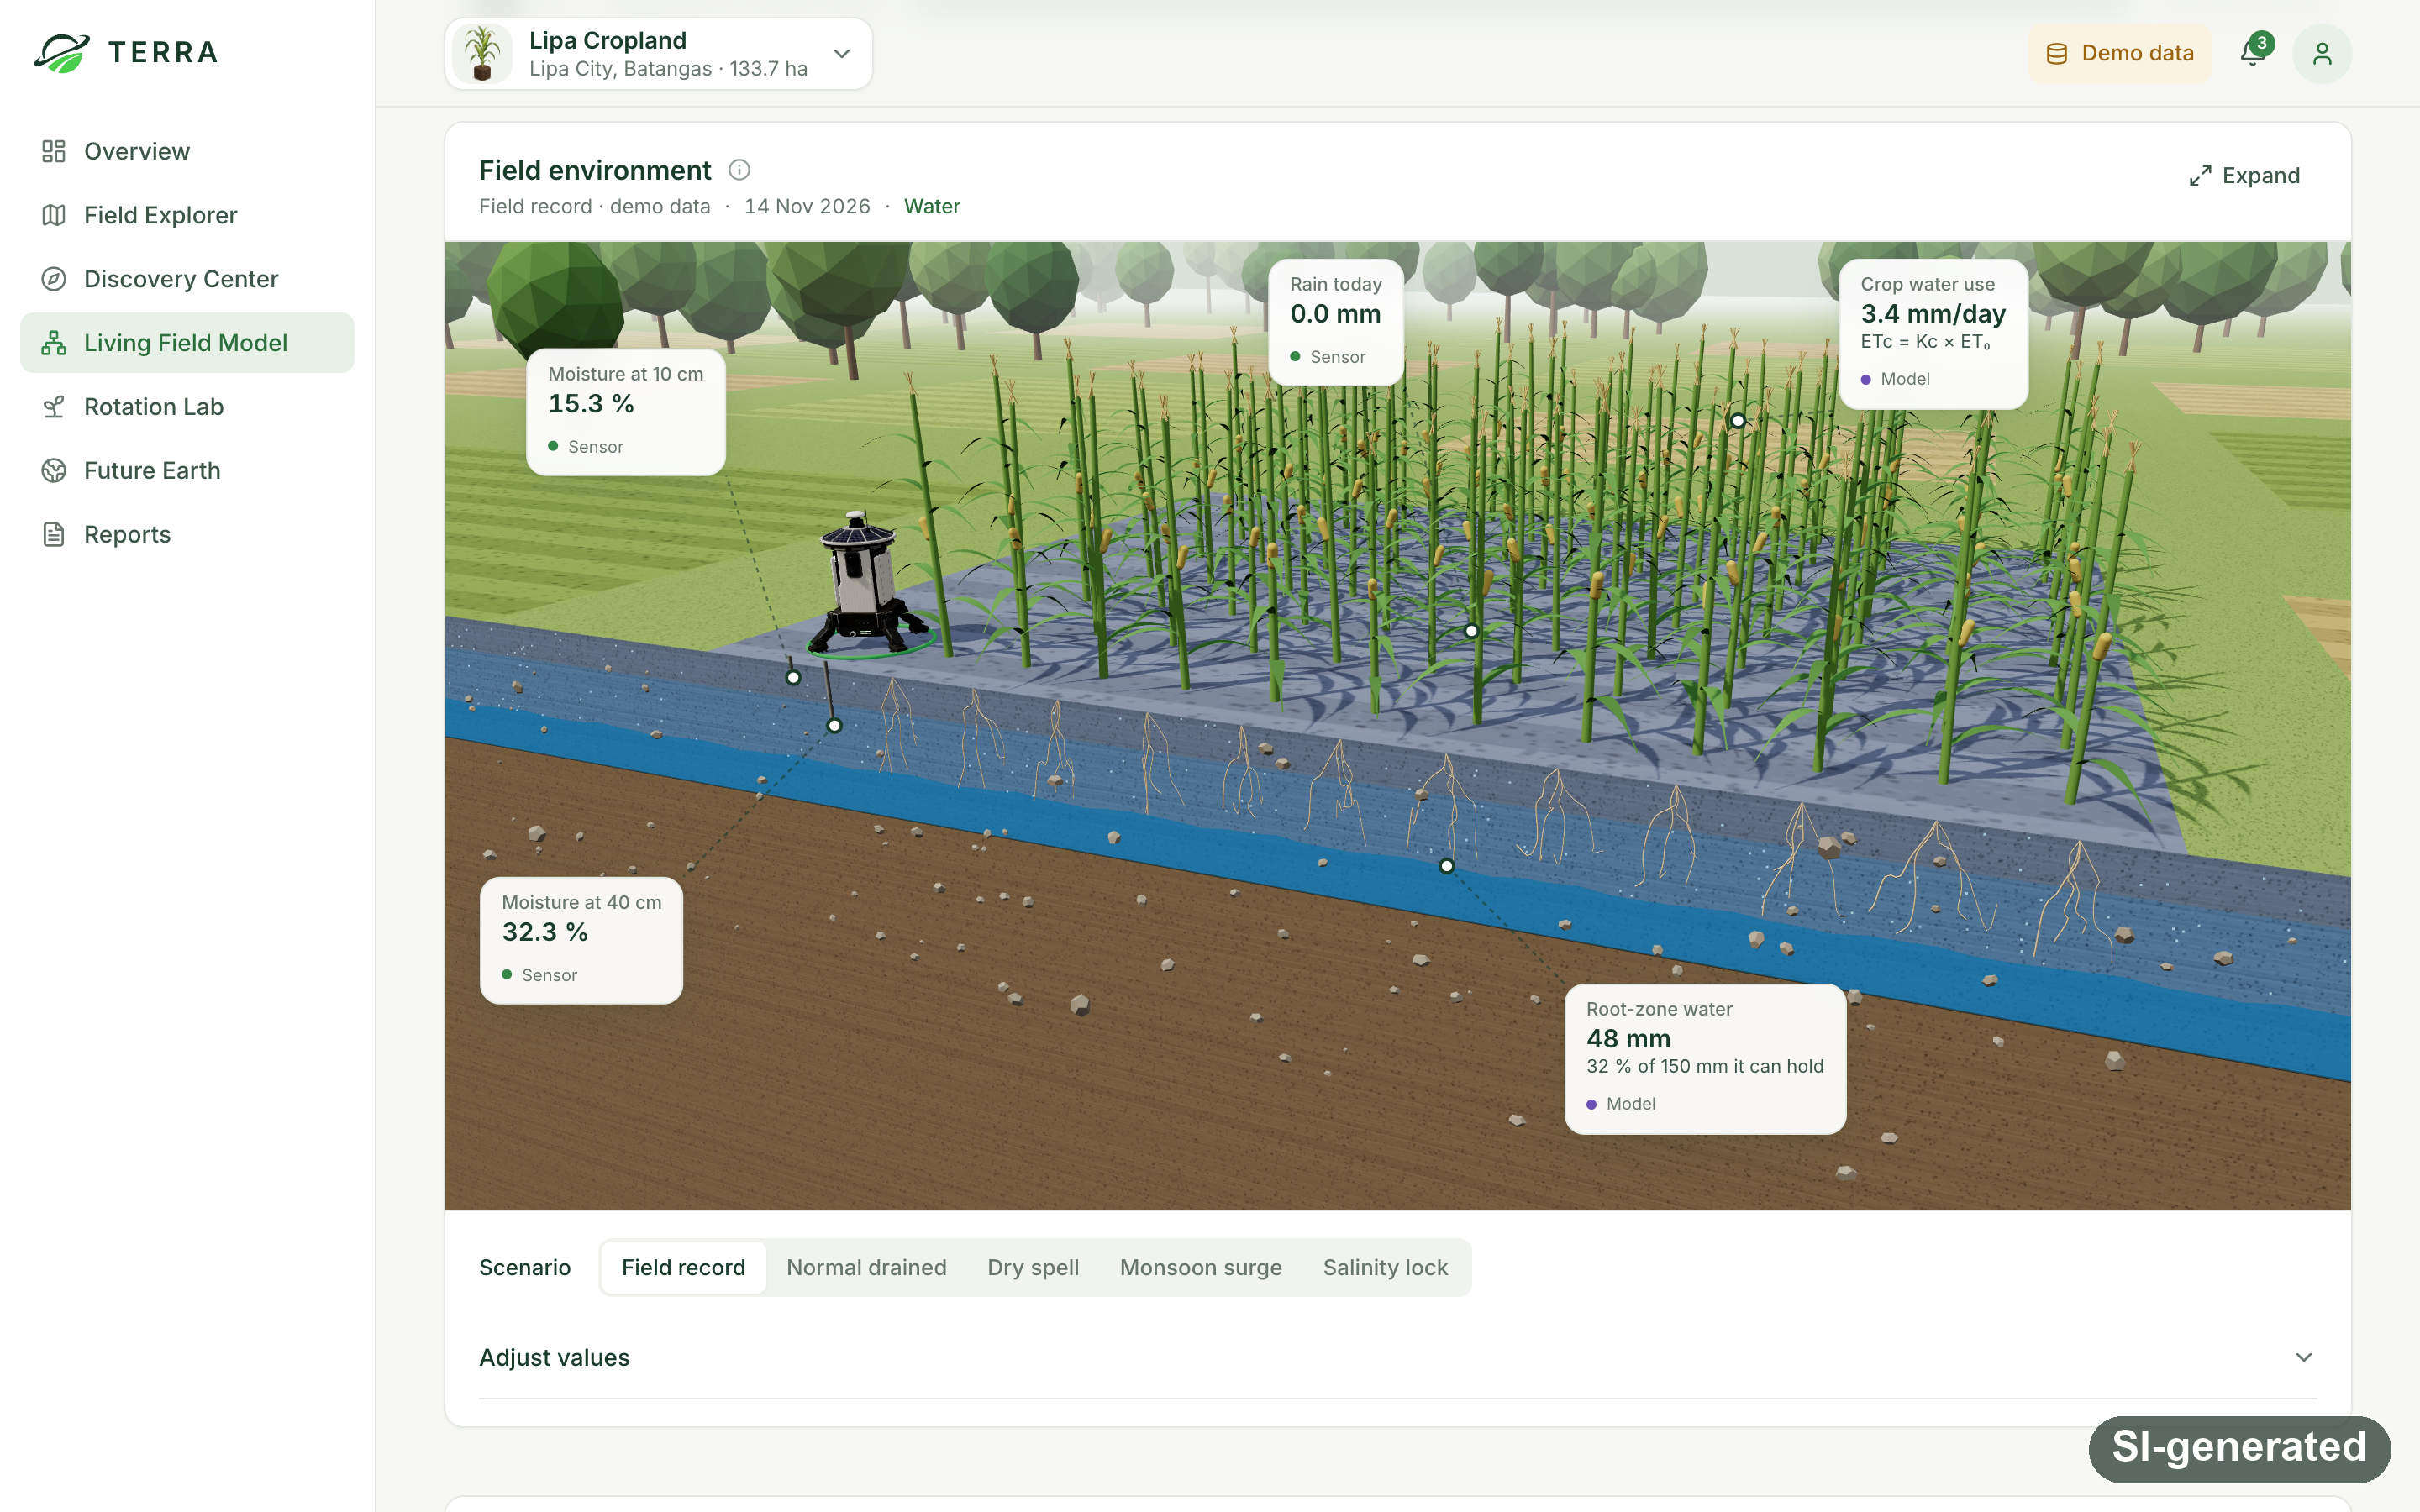 TERRA
Overview
Field Explorer
Discovery Center
Living Field Model
Rotation Lab
Future Earth
Reports
Lipa Cropland
Lipa City, Batangas · 133.7 ha
Demo data
3
Field environment
Field record · demo data · 14 Nov 2026 · Water
Expand
Rain today
0.0 mm
Sensor
Crop water use
3.4 mm/day
ETc = Kc × ET₀
Model
Moisture at 10 cm
15.3 %
Sensor
Moisture at 40 cm
32.3 %
Sensor
Root-zone water
48 mm
32 % of 150 mm it can hold
Model
Scenario
Field record
Normal drained
Dry spell
Monsoon surge
Salinity lock
Adjust values
SI-generated